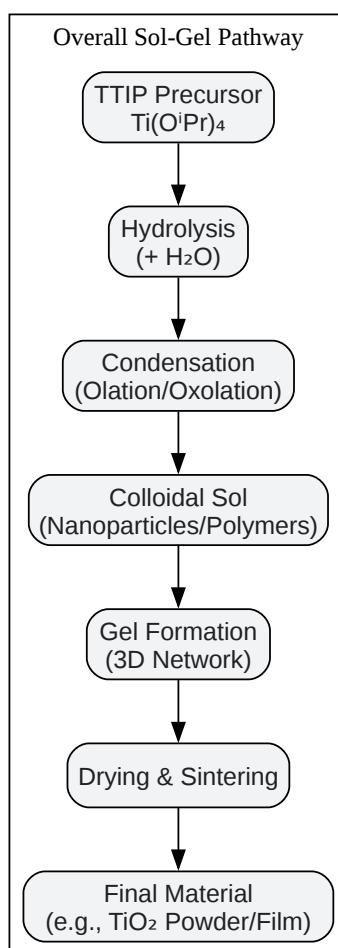 Overall Sol-Gel Pathway
TTIP Precursor
Ti(OⁱPr)₄
Hydrolysis
(+ H₂O)
Condensation
(Olation/Oxolation)
Colloidal Sol
(Nanoparticles/Polymers)
Gel Formation
(3D Network)
Drying & Sintering
Final Material
(e.g., TiO₂ Powder/Film)